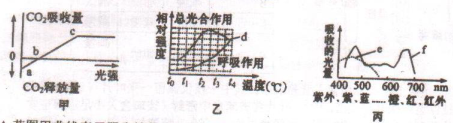 CO₂吸收量
c
b
0
a
光强
CO₂释放量
甲
相对强度
总光合作用
d
呼吸作用
t₀ t₁ t₂ t₃ t₄
温度(℃)
乙
吸收的光量
e
f
400 500 600 700 nm
紫外、紫、蓝……橙、红、红外
丙